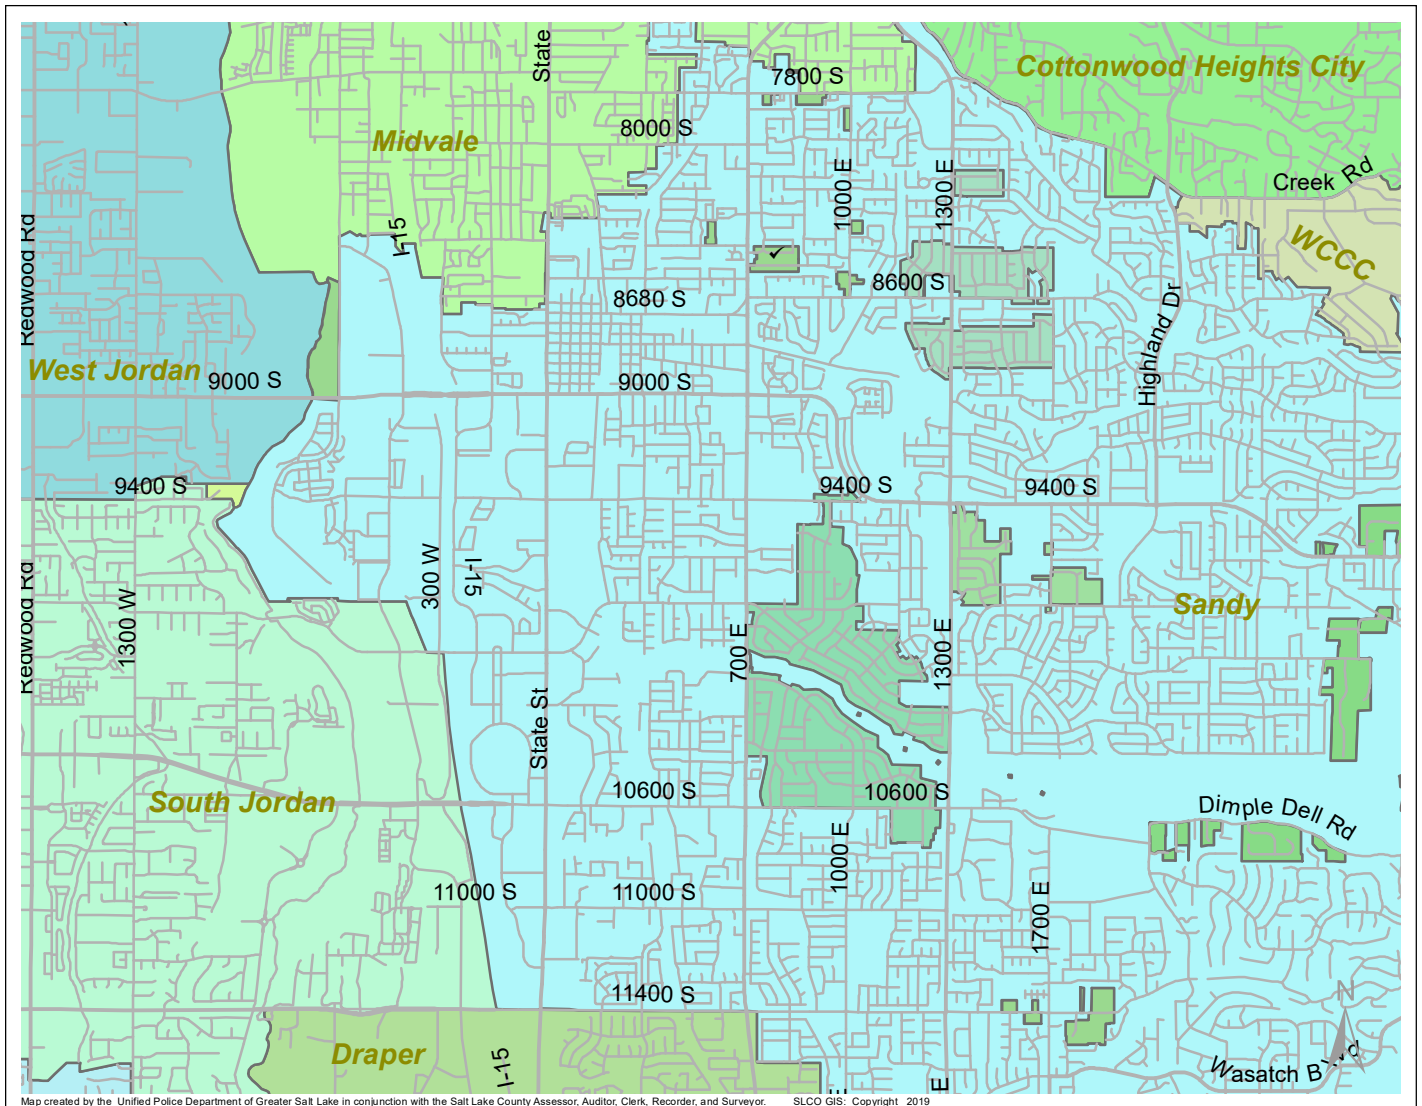 State
7800 S
Cottonwood Heights City
8000 S
Midvale
1000 E
1300 E
Creek Rd
Redwood Rd
I-15
WCCC
8680 S
8600 S
Highland Dr
West Jordan
9000 S
9000 S
9400 S
9400 S
9400 S
300 W
I-15
Redwood Rd
1300 W
Sandy
700 E
1300 E
State St
South Jordan
10600 S
10600 S
Dimple Dell Rd
1000 E
11000 S
11000 S
1700 E
11400 S
N
Draper
I-15
E
E
Wasatch Blvd
Map created by the Unified Police Department of Greater Salt Lake in conjunction with the Salt Lake County Assessor, Auditor, Clerk, Recorder, and Surveyor. SLCO GIS: Copyright 2019